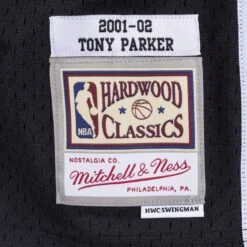 2001-02
TONY PARKER
NBA
HARDWOOD
CLASSICS
NOSTALGIA CO.
Mitchell & Ness
PHILADELPHIA, PA.
HWC SWINGMAN